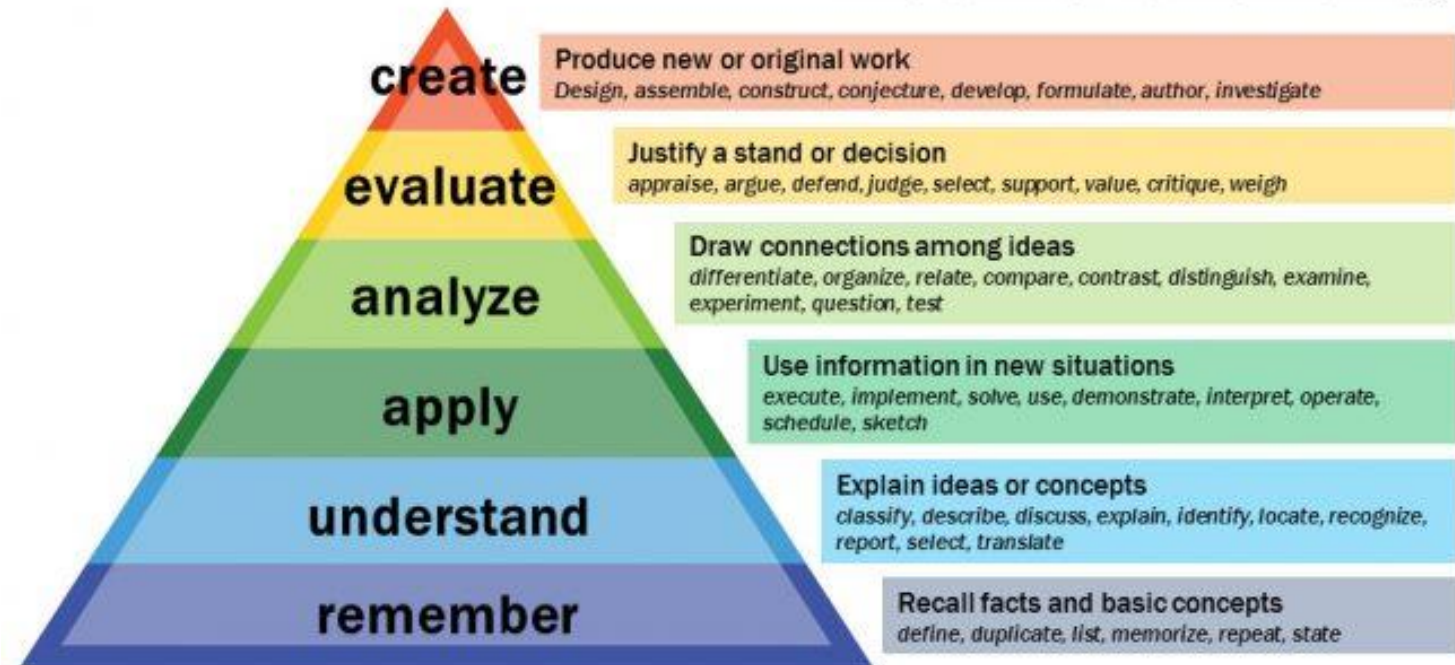 create
Produce new or original work
Design, assemble, construct, conjecture, develop, formulate, author, investigate
evaluate
Justify a stand or decision
appraise, argue, defend, judge, select, support, value, critique, weigh
analyze
Draw connections among ideas
differentiate, organize, relate, compare, contrast, distinguish, examine,
experiment, question, test
apply
Use information in new situations
execute, implement, solve, use, demonstrate, interpret, operate,
schedule, sketch
understand
Explain ideas or concepts
classify, describe, discuss, explain, identify, locate, recognize,
report, select, translate
remember
Recall facts and basic concepts
define, duplicate, list, memorize, repeat, state